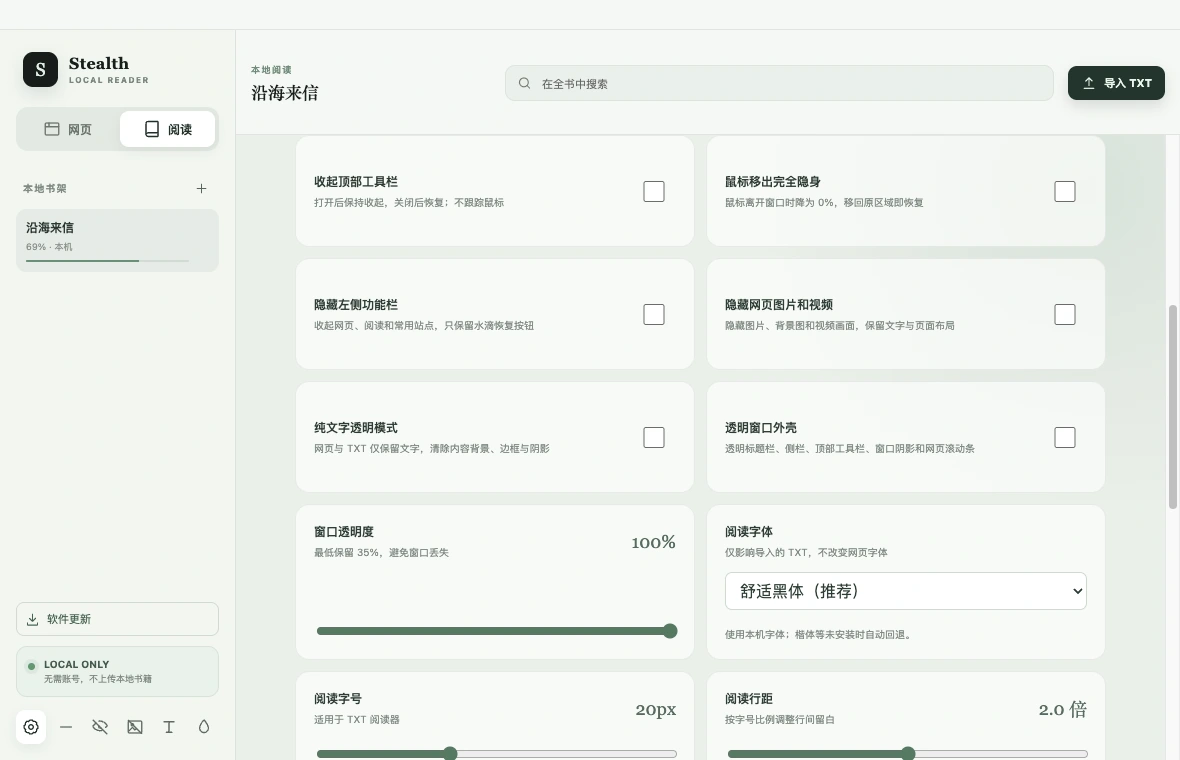 S
Stealth
LOCAL READER
网页
阅读
本地书架
沿海来信
69% · 本机
软件更新
LOCAL ONLY
无需账号，不上传本地书籍
本地阅读
沿海来信
在全书中搜索
导入 TXT
收起顶部工具栏
打开后保持收起，关闭后恢复；不跟踪鼠标
鼠标移出完全隐身
鼠标离开窗口时降为 0%，移回原区域即恢复
隐藏左侧功能栏
收起网页、阅读和常用站点，只保留水滴恢复按钮
隐藏网页图片和视频
隐藏图片、背景图和视频画面，保留文字与页面布局
纯文字透明模式
网页与 TXT 仅保留文字，清除内容背景、边框与阴影
透明窗口外壳
透明标题栏、侧栏、顶部工具栏、窗口阴影和网页滚动条
窗口透明度
最低保留 35%，避免窗口丢失
100%
阅读字体
仅影响导入的 TXT，不改变网页字体
舒适黑体（推荐）
使用本机字体；楷体等未安装时自动回退。
阅读字号
适用于 TXT 阅读器
20px
阅读行距
按字号比例调整行间留白
2.0 倍